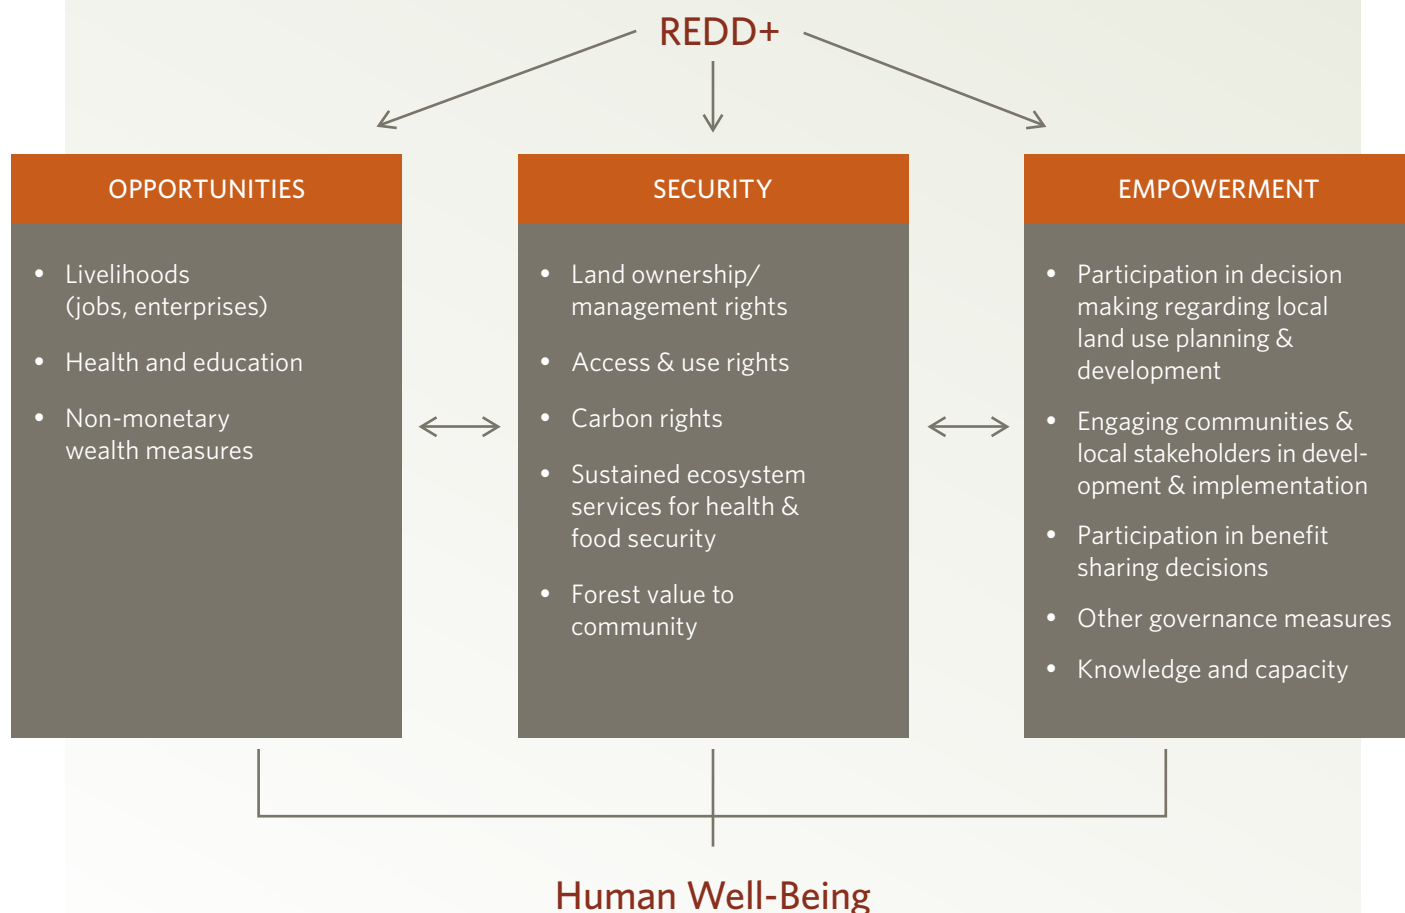 REDD+
OPPORTUNITIES
• Livelihoods
(jobs, enterprises)
• Health and education
• Non-monetary
wealth measures
SECURITY
• Land ownership/
management rights
• Access & use rights
• Carbon rights
• Sustained ecosystem
services for health &
food security
• Forest value to
community
EMPOWERMENT
• Participation in decision
making regarding local
land use planning &
development
• Engaging communities &
local stakeholders in devel-
opment & implementation
• Participation in benefit
sharing decisions
• Other governance measures
• Knowledge and capacity
Human Well-Being